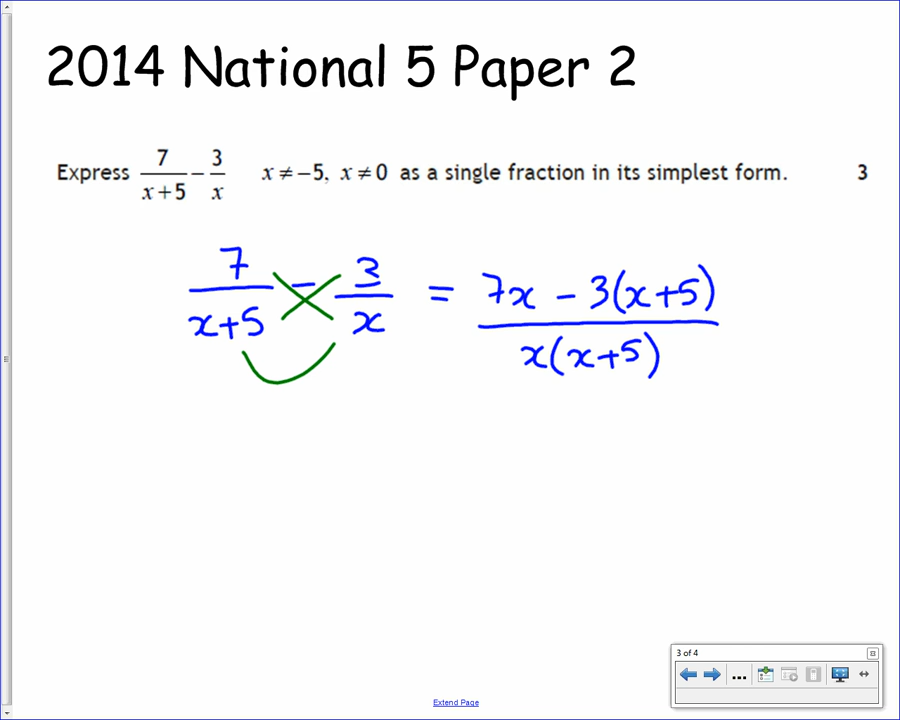 2014 National 5 Paper 2
Express 7/(x+5) − 3/x x ≠ −5, x ≠ 0 as a single fraction in its simplest form. 3
7/(x+5) − 3/x = (7x − 3(x+5))/(x(x+5))
3 of 4
...
Extend Page